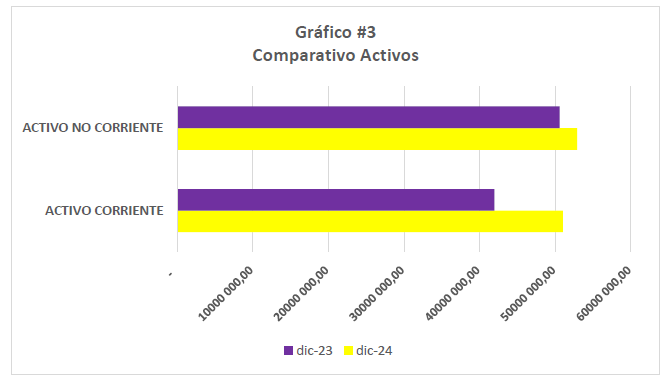 Gráfico #3
Comparativo Activos
ACTIVO NO CORRIENTE
ACTIVO CORRIENTE
-
10000 000,00
20000 000,00
30000 000,00
40000 000,00
50000 000,00
60000 000,00
dic-23 dic-24